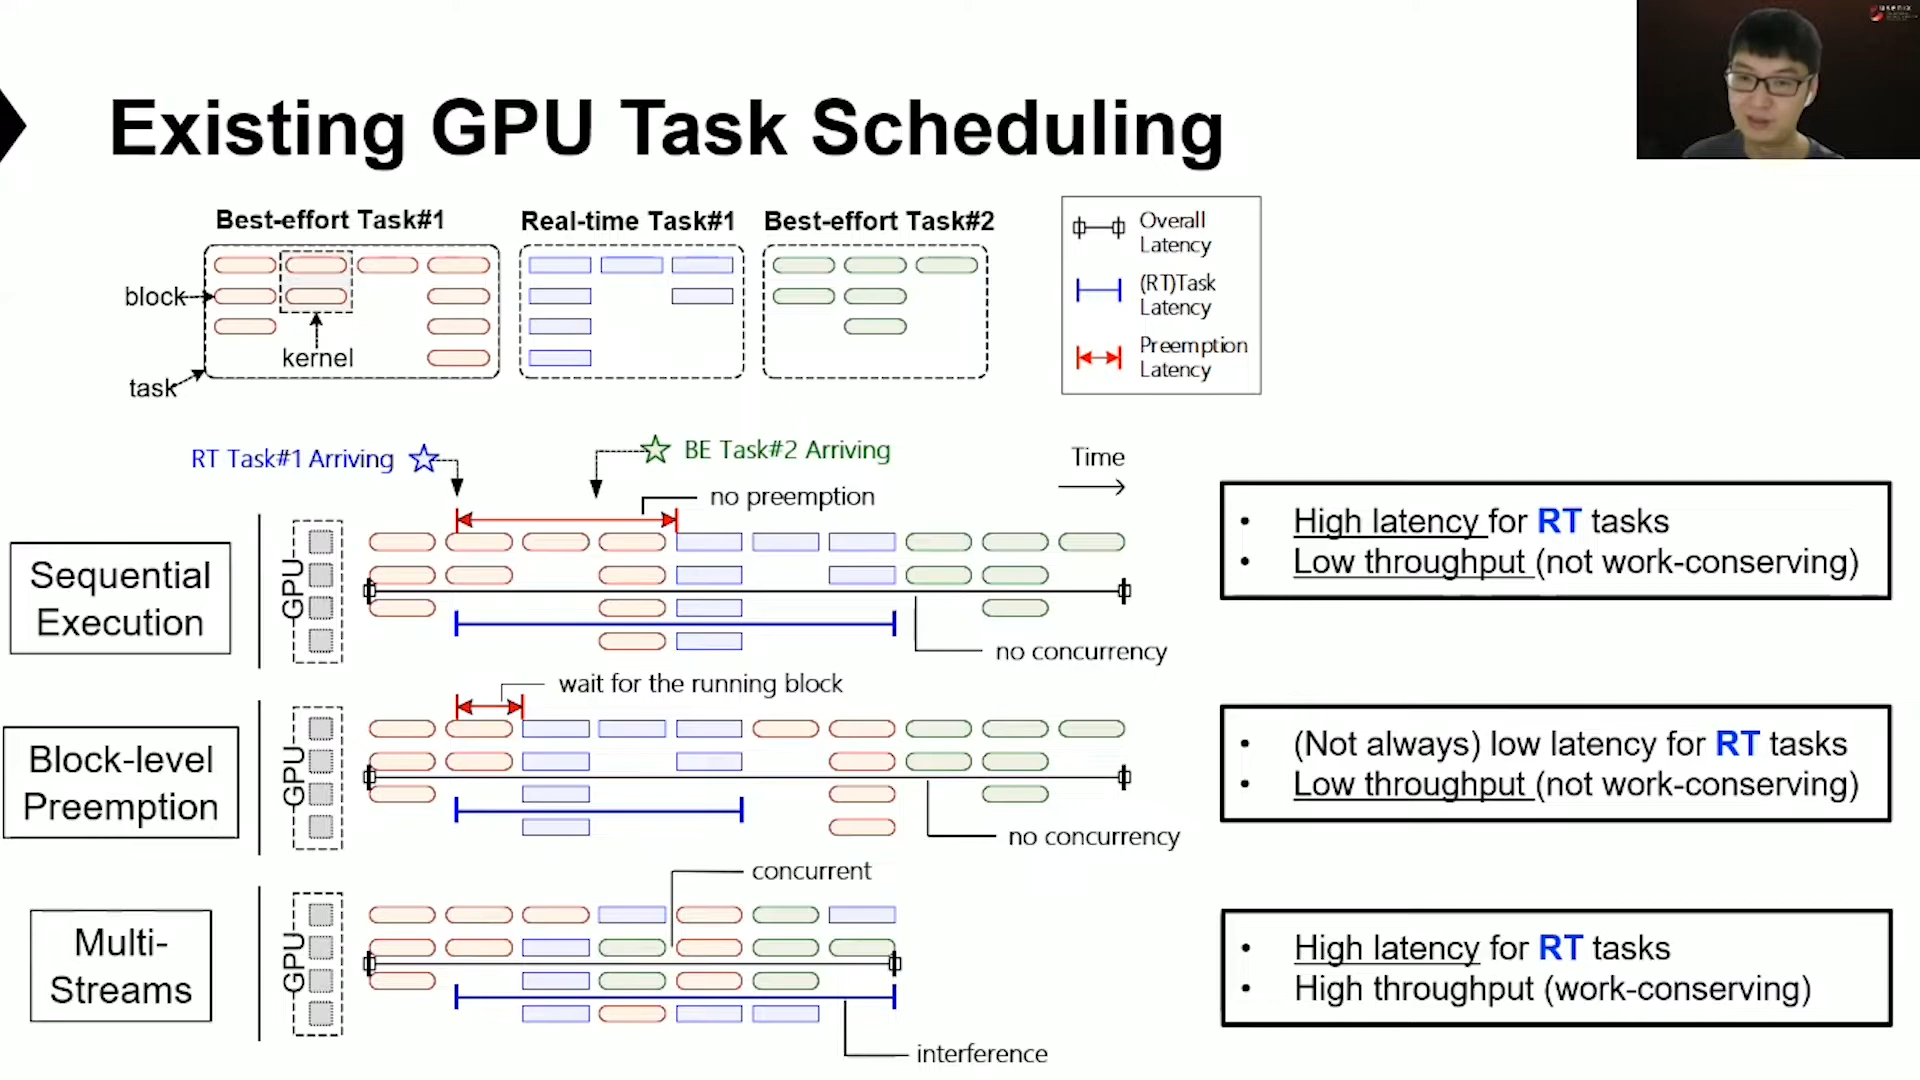 usenix
Existing GPU Task Scheduling
Best-effort Task#1
Real-time Task#1
Best-effort Task#2
block
kernel
task
Overall
Latency
(RT)Task
Latency
Preemption
Latency
RT Task#1 Arriving
BE Task#2 Arriving
Time
no preemption
Sequential
Execution
GPU
no concurrency
• High latency for RT tasks
• Low throughput (not work-conserving)
wait for the running block
Block-level
Preemption
GPU
no concurrency
• (Not always) low latency for RT tasks
• Low throughput (not work-conserving)
concurrent
Multi-
Streams
GPU
interference
• High latency for RT tasks
• High throughput (work-conserving)